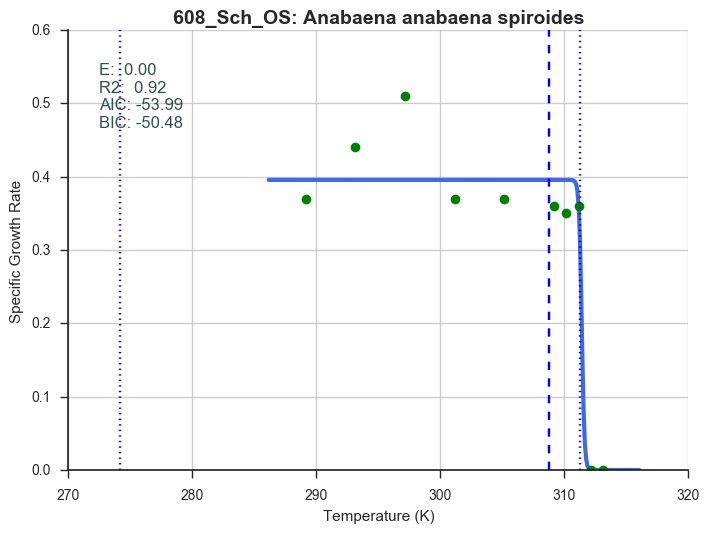 608_Sch_OS: Anabaena anabaena spiroides
E: 0.00
R2: 0.92
AIC: -53.99
BIC: -50.48
Specific Growth Rate
0.6
0.5
0.4
0.3
0.2
0.1
0.0
270 280 290 300 310 320
Temperature (K)